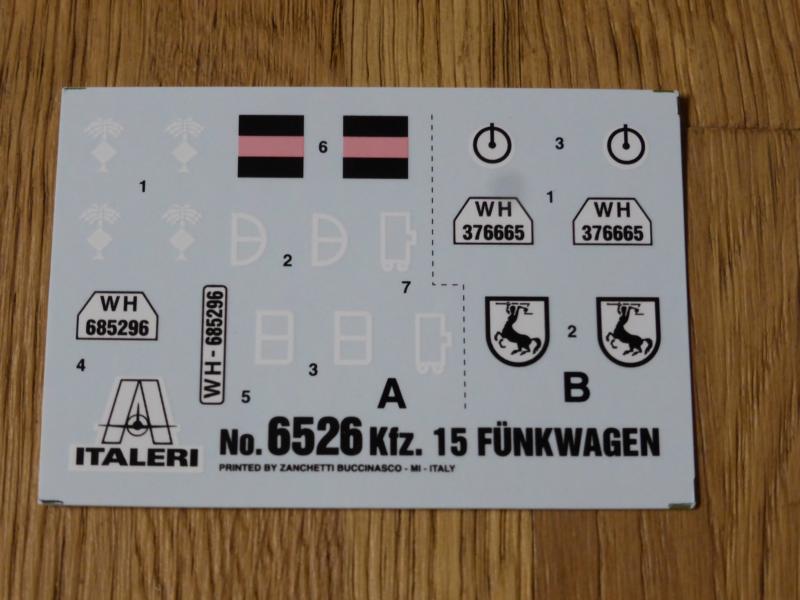 6
3
1
1
WH
376665
WH
376665
2
7
WH
685296
WH - 685296
2
4
3
5
A
B
ITALERI
No. 6526 Kfz. 15 FÜNKWAGEN
PRINTED BY ZANCHETTI BUCCINASCO - MI - ITALY